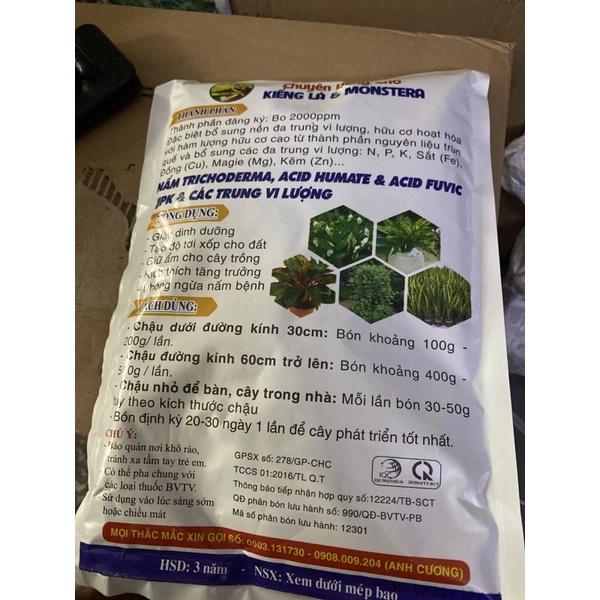 Chuyên Dùng Cho
KIỂNG LÁ & MONSTERA
THÀNH PHẦN:
Thành phần đăng ký: Bo 2000ppm
Đặc biệt bổ sung nền đa trung vi lượng, hữu cơ hoạt hóa
với hàm lượng hữu cơ cao từ thành phần nguyên liệu trùn
quế và bổ sung các đa trung vi lượng: N, P, K, Sắt (Fe),
Đồng (Cu), Magie (Mg), Kẽm (Zn)...
NẤM TRICHODERMA, ACID HUMATE & ACID FUVIC
NPK & CÁC TRUNG VI LƯỢNG
CÔNG DỤNG:
- Giàu dinh dưỡng
- Tạo độ tơi xốp cho đất
- Giữ ẩm cho cây trồng
- Kích thích tăng trưởng
- Phòng ngừa nấm bệnh
CÁCH DÙNG:
- Chậu dưới đường kính 30cm: Bón khoảng 100g -
200g/ lần.
- Chậu đường kính 60cm trở lên: Bón khoảng 400g -
500g / lần.
- Chậu nhỏ để bàn, cây trong nhà: Mỗi lần bón 30-50g
tùy theo kích thước chậu
- Bón định kỳ 20-30 ngày 1 lần để cây phát triển tốt nhất.
CHÚ Ý:
- Bảo quản nơi khô ráo,
tránh xa tầm tay trẻ em.
- Có thể pha chung với
các loại thuốc BVTV.
- Sử dụng vào lúc sáng sớm
hoặc chiều mát
GPSX số: 278/GP-CHC
TCCS 01:2016/TL Q.T
Thông báo tiếp nhận hợp quy số:12224/TB-SCT
QĐ phân bón lưu hành số: 990/QĐ-BVTV-PB
Mã số phân bón lưu hành: 12301
MỌI THẮC MẮC XIN GỌI SỐ: 0903.131730 - 0908.009.204 (ANH CƯƠNG)
HSD: 3 năm - NSX: Xem dưới mép bao